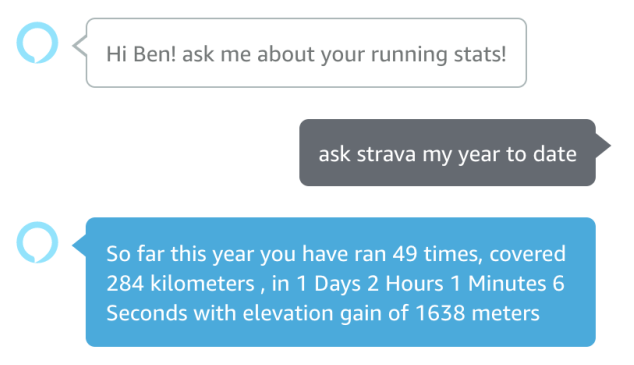 Hi Ben! ask me about your running stats!
ask strava my year to date
So far this year you have ran 49 times, covered
284 kilometers , in 1 Days 2 Hours 1 Minutes 6
Seconds with elevation gain of 1638 meters